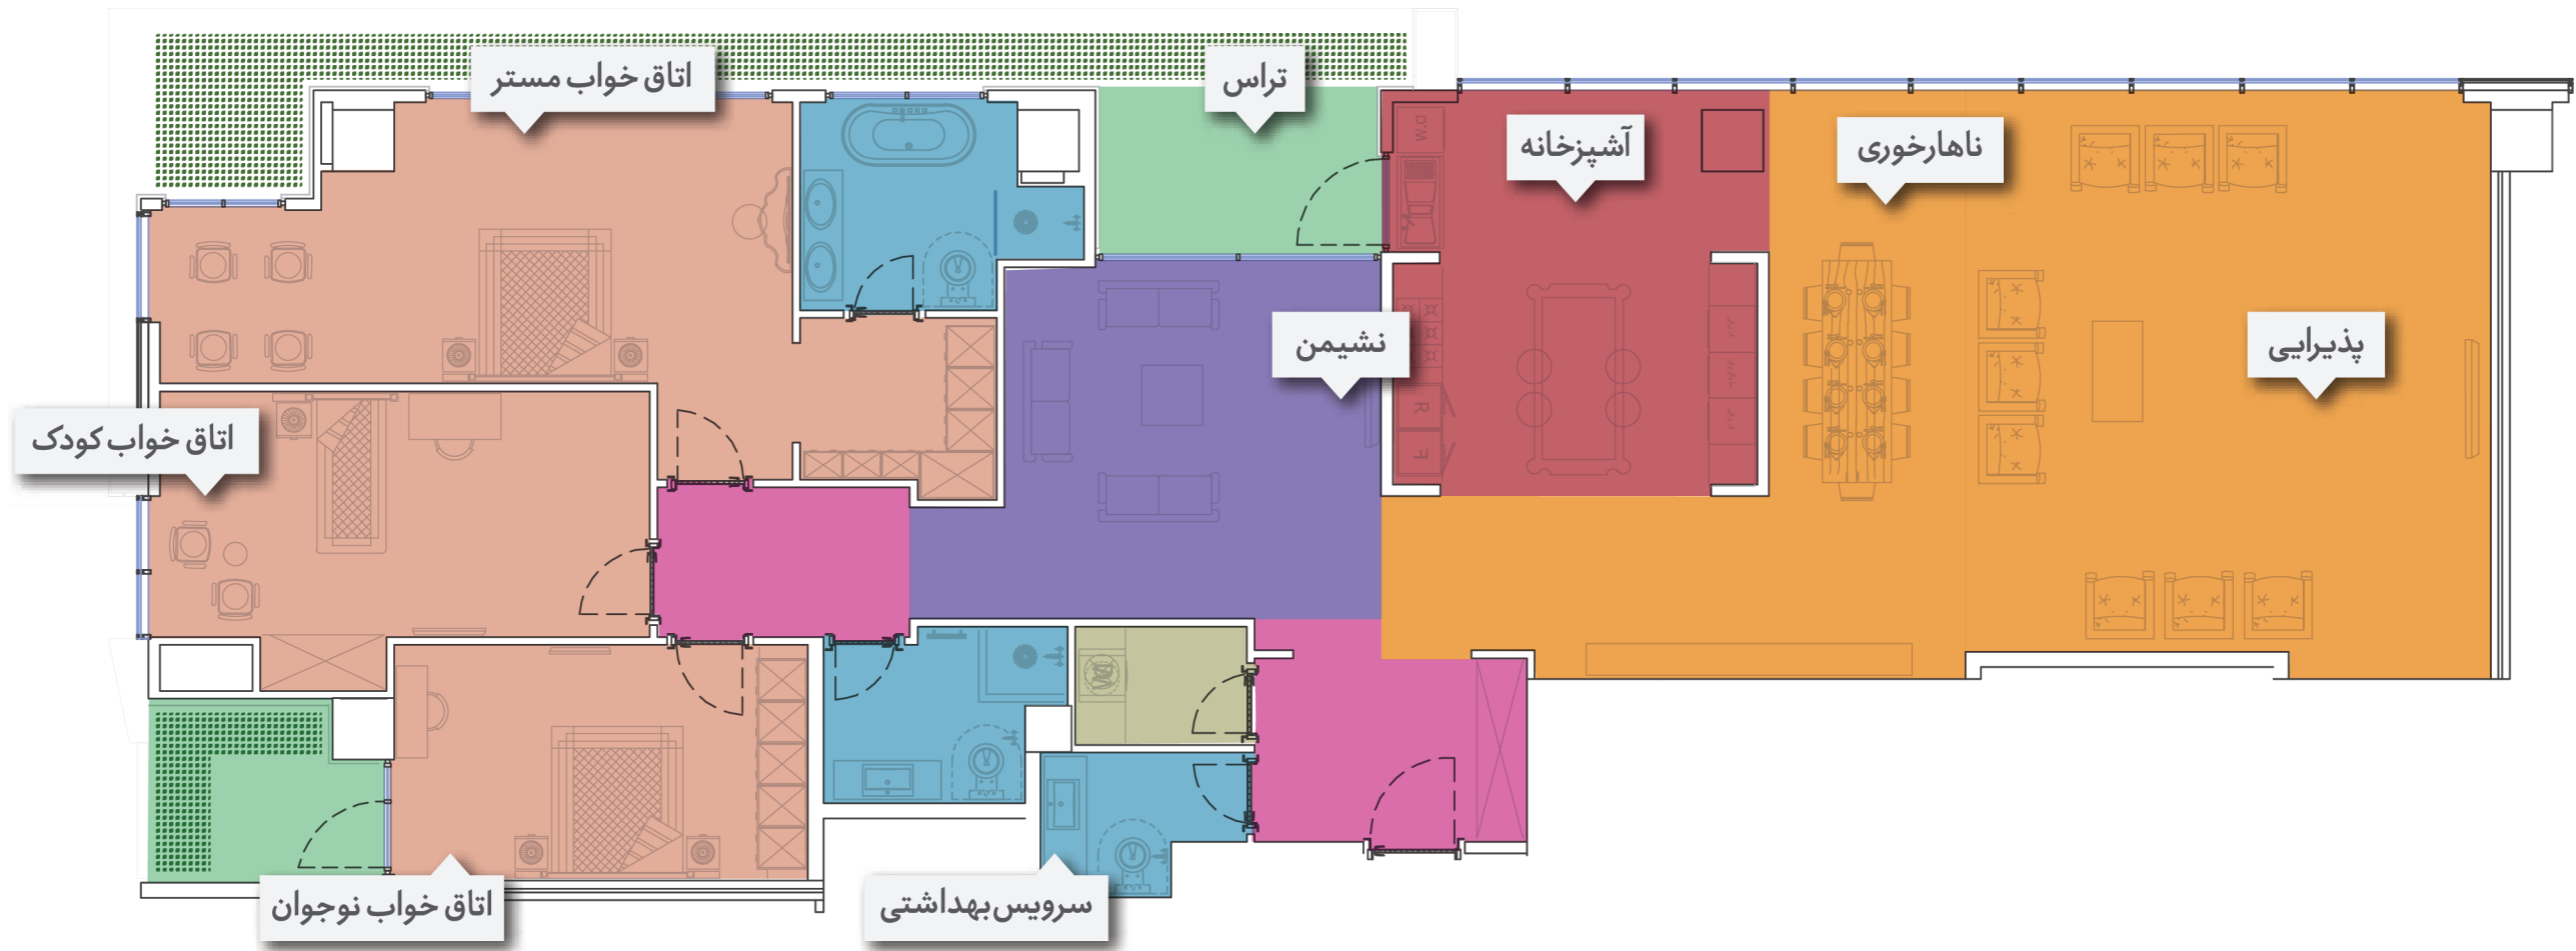 تراس
اتاق خواب مستر
ناهارخوری
آشپزخانه
D.W
پذیرایی
نشیمن
R
F
اتاق خواب کودک
سرویس‌بهداشتی
اتاق خواب نوجوان